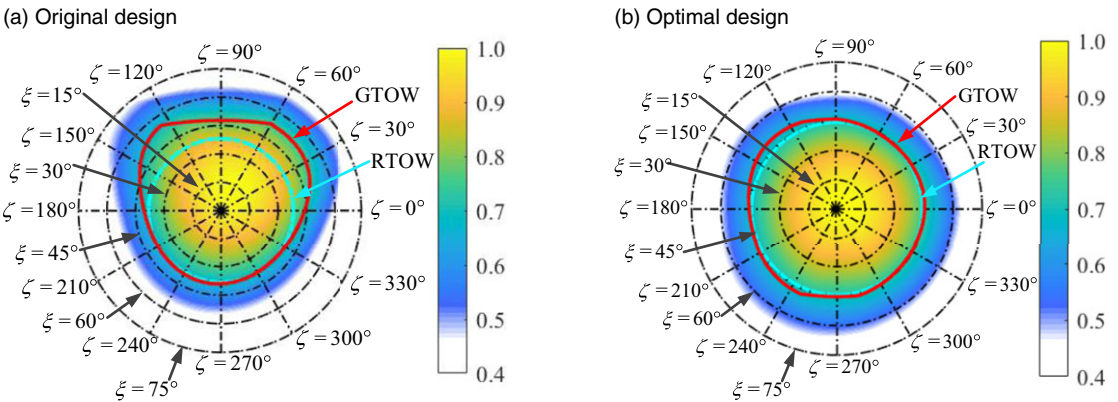 (a) Original design
ζ = 90°
ζ = 120°
ζ = 60°
ξ = 15°
GTOW
ζ = 150°
ζ = 30°
ξ = 30°
RTOW
ζ = 180°
ζ = 0°
ξ = 45°
ζ = 210°
ζ = 330°
ξ = 60°
ζ = 240°
ζ = 300°
ζ = 270°
ξ = 75°
1.0
0.9
0.8
0.7
0.6
0.5
0.4
(b) Optimal design
ζ = 90°
ζ = 120°
ζ = 60°
ξ = 15°
GTOW
ζ = 150°
ζ = 30°
ξ = 30°
RTOW
ζ = 180°
ζ = 0°
ξ = 45°
ζ = 210°
ζ = 330°
ξ = 60°
ζ = 240°
ζ = 300°
ζ = 270°
ξ = 75°
1.0
0.9
0.8
0.7
0.6
0.5
0.4